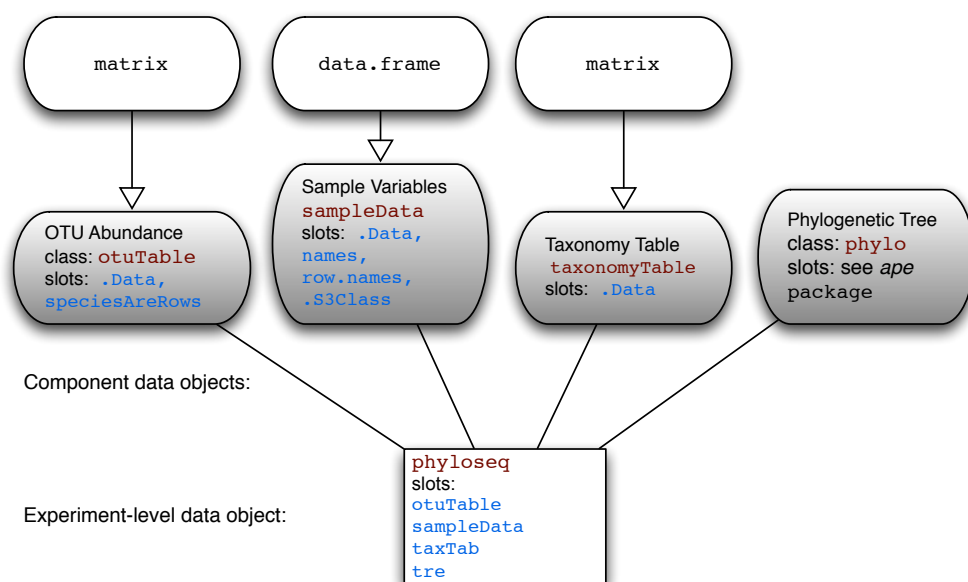 matrix
data.frame
matrix
OTU Abundance
class: otuTable
slots: .Data,
speciesAreRows
Sample Variables
sampleData
slots: .Data,
names,
row.names,
.S3Class
Taxonomy Table
taxonomyTable
slots: .Data
Phylogenetic Tree
class: phylo
slots: see ape
package
Component data objects:
Experiment-level data object:
phyloseq
slots:
otuTable
sampleData
taxTab
tre